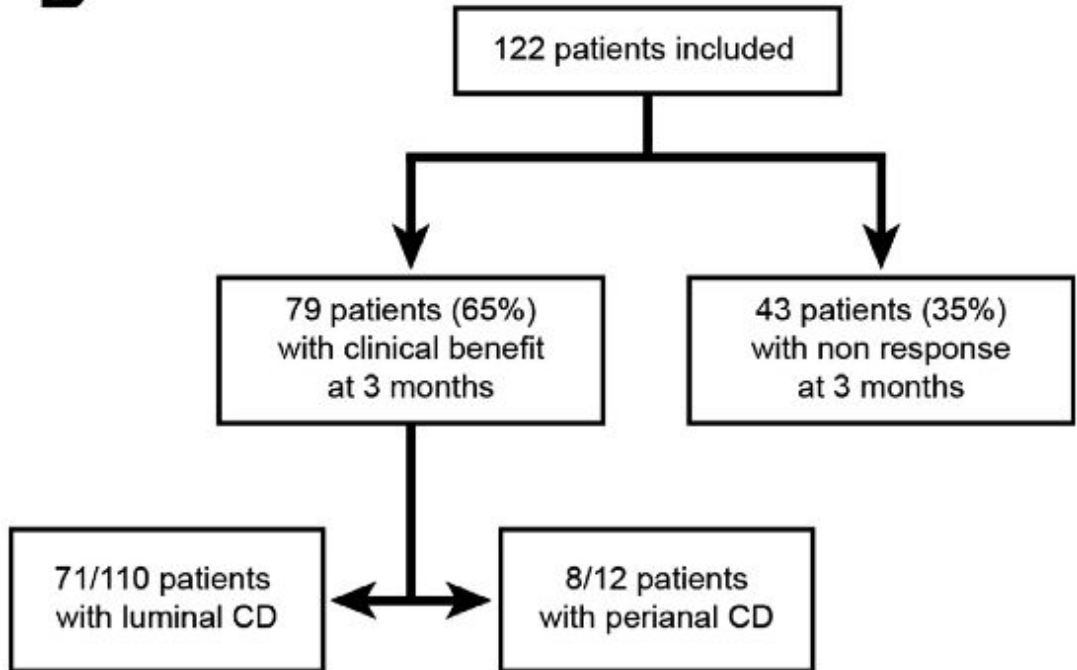 122 patients included
79 patients (65%)
with clinical benefit
at 3 months
43 patients (35%)
with non response
at 3 months
71/110 patients
with luminal CD
8/12 patients
with perianal CD